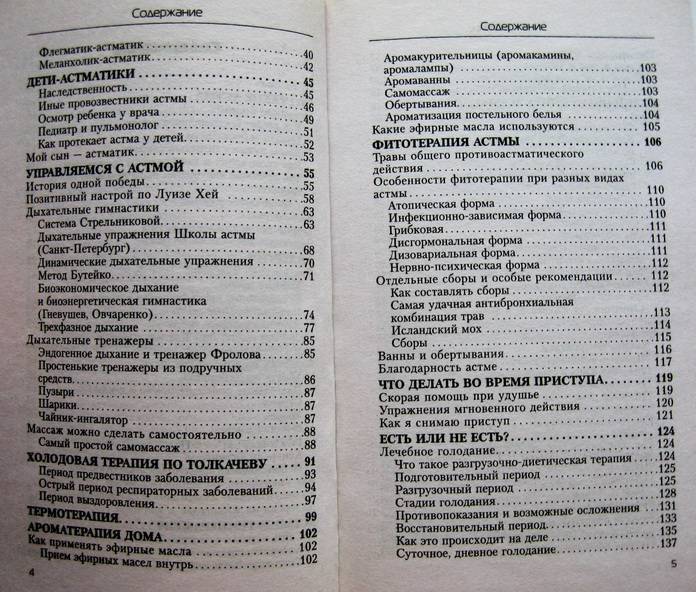 Содержание
Флегматик-астматик 40
Меланхолик-астматик 42
ДЕТИ-АСТМАТИКИ 45
Наследственность 45
Иные провозвестники астмы 46
Осмотр ребенка у врача 49
Педиатр и пульмонолог 51
Как протекает астма у детей 52
Мой сын — астматик 53
УПРАВЛЯЕМСЯ С АСТМОЙ 55
История одной победы 55
Позитивный настрой по Луизе Хей 58
Дыхательные гимнастики 63
Система Стрельниковой 63
Дыхательные упражнения Школы астмы
(Санкт-Петербург) 68
Динамические дыхательные упражнения 70
Метод Бутейко 71
Биоэкономическое дыхание
и биоэнергетическая гимнастика
(Гневушев, Овчаренко) 74
Трехфазное дыхание 77
Дыхательные тренажеры 85
Эндогенное дыхание и тренажер Фролова 85
Простенькие тренажеры из подручных
средств 86
Пузыри 87
Шарики 87
Чайник-ингалятор 87
Массаж можно сделать самостоятельно 88
Самый простой самомассаж 88
ХОЛОДОВАЯ ТЕРАПИЯ ПО ТОЛКАЧЕВУ 91
Период предвестников заболевания 93
Острый период респираторных заболеваний 94
Период выздоровления 97
ТЕРМОТЕРАПИЯ 99
АРОМАТЕРАПИЯ ДОМА 102
Как применять эфирные масла 102
Прием эфирных масел внутрь 102
4
Содержание
Аромакурительницы (аромакамины,
аромалампы) 103
Аромаванны 103
Самомассаж 103
Обертывания 104
Ароматизация постельного белья 104
Какие эфирные масла используются 105
ФИТОТЕРАПИЯ АСТМЫ 106
Травы общего противоастматического
действия 106
Особенности фитотерапии при разных видах
астмы 110
Атопическая форма 110
Инфекционно-зависимая форма 110
Грибковая 111
Дисгормональная форма 111
Дизовариальная форма 111
Нервно-психическая форма 112
Отдельные сборы и особые рекомендации 112
Как составлять сборы 112
Самая удачная антибронхиальная
комбинация трав 113
Исландский мох 114
Сборы 115
Ванны и обертывания 116
Благодарность астме 117
ЧТО ДЕЛАТЬ ВО ВРЕМЯ ПРИСТУПА 119
Скорая помощь при удушье 119
Упражнения мгновенного действия 120
Как я снимаю приступ 121
ЕСТЬ ИЛИ НЕ ЕСТЬ? 124
Лечебное голодание 124
Что такое разгрузочно-диетическая терапия 124
Подготовительный период 125
Разгрузочный период 125
Стадии голодания 128
Противопоказания и возможные осложнения 131
Восстановительный период 133
Как это происходит на деле 135
Суточное, дневное голодание 137
5